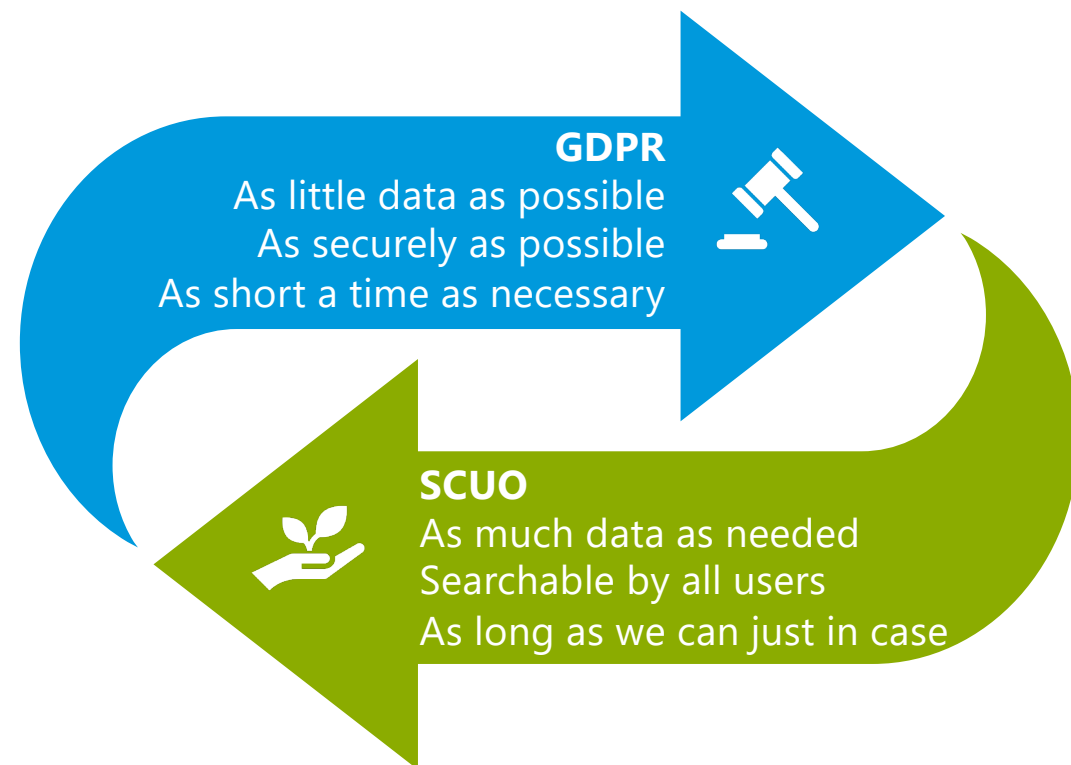 GDPR
As little data as possible
As securely as possible
As short a time as necessary
SCUO
As much data as needed
Searchable by all users
As long as we can just in case